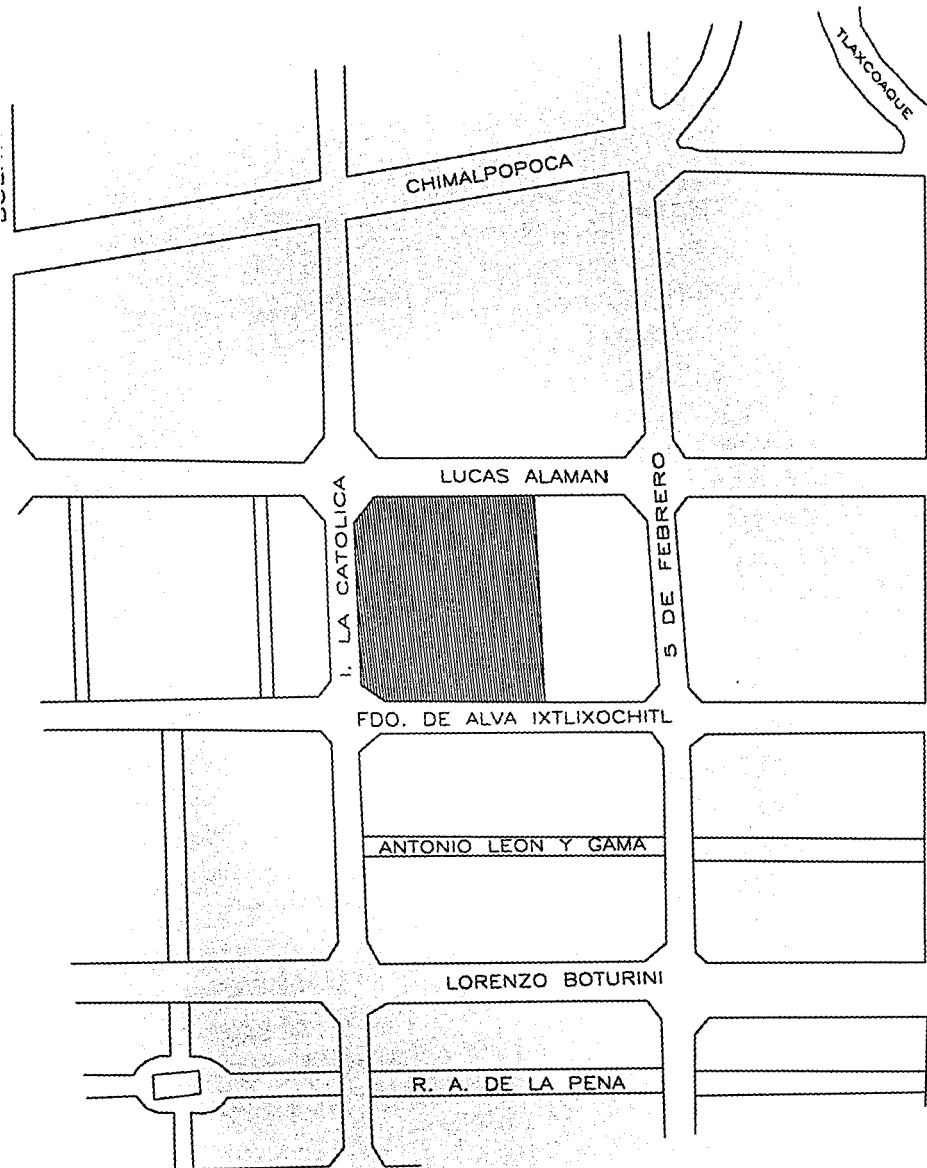 TLAXCOAQUE
CHIMALPOPOCA
LUCAS ALAMAN
I. LA CATOLICA
5 DE FEBRERO
FDO. DE ALVA IXTLIXOCHITL
ANTONIO LEON Y GAMA
LORENZO BOTURINI
R. A. DE LA PENA